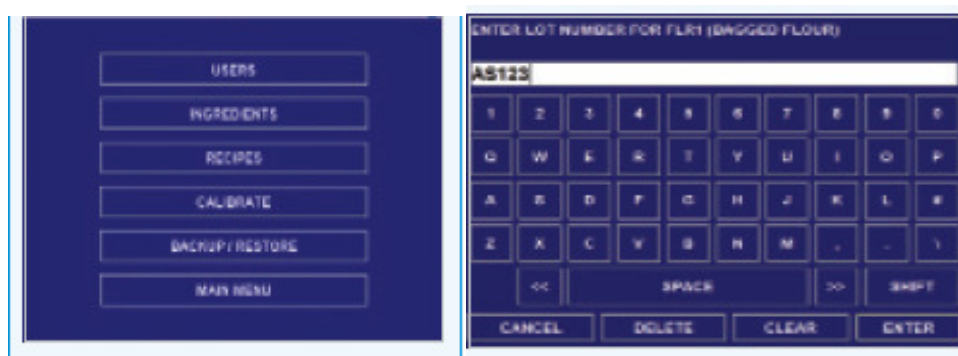 USERS
INGREDIENTS
RECIPES
CALIBRATE
BACKUP / RESTORE
MAIN MENU
ENTER LOT NUMBER FOR FLR1 (BAGGED FLOUR)
AS123
1 2 3 4 5 6 7 8 9 0
Q W E R T Y U I O P
A S D F G H J K L
Z X C V B N M
<< SPACE >> SHIFT
CANCEL DELETE CLEAR ENTER